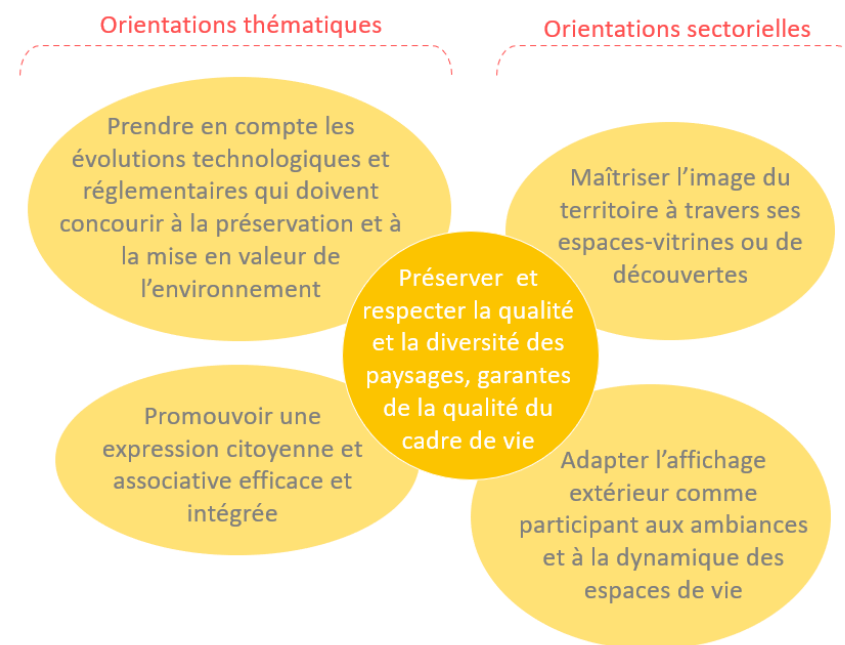 Orientations thématiques
Orientations sectorielles
Prendre en compte les
évolutions technologiques et
réglementaires qui doivent
concourir à la préservation et à
la mise en valeur de
l’environnement
Maîtriser l’image du
territoire à travers ses
espaces-vitrines ou de
découvertes
Préserver et
respecter la qualité
et la diversité des
paysages, garantes
de la qualité du
cadre de vie
Promouvoir une
expression citoyenne et
associative efficace et
intégrée
Adapter l’affichage
extérieur comme
participant aux ambiances
et à la dynamique des
espaces de vie